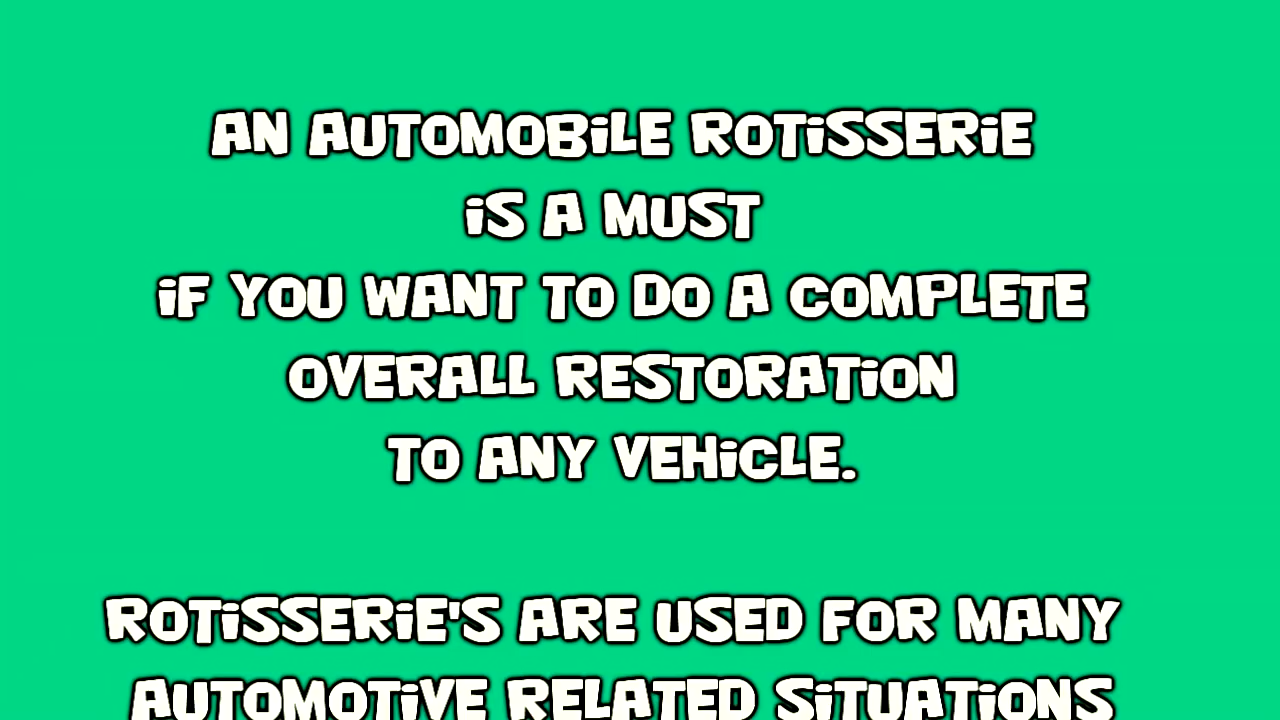 AN AUTOMOBiLE ROTiSSERiE
iS A MUST
iF YOU WANT TO DO A COMPLETE
OVERALL RESTORATiON
TO ANY VEHiCLE.
ROTiSSERiE'S ARE USED FOR MANY
AUTOMOTiVE RELATED SiTUATiONS